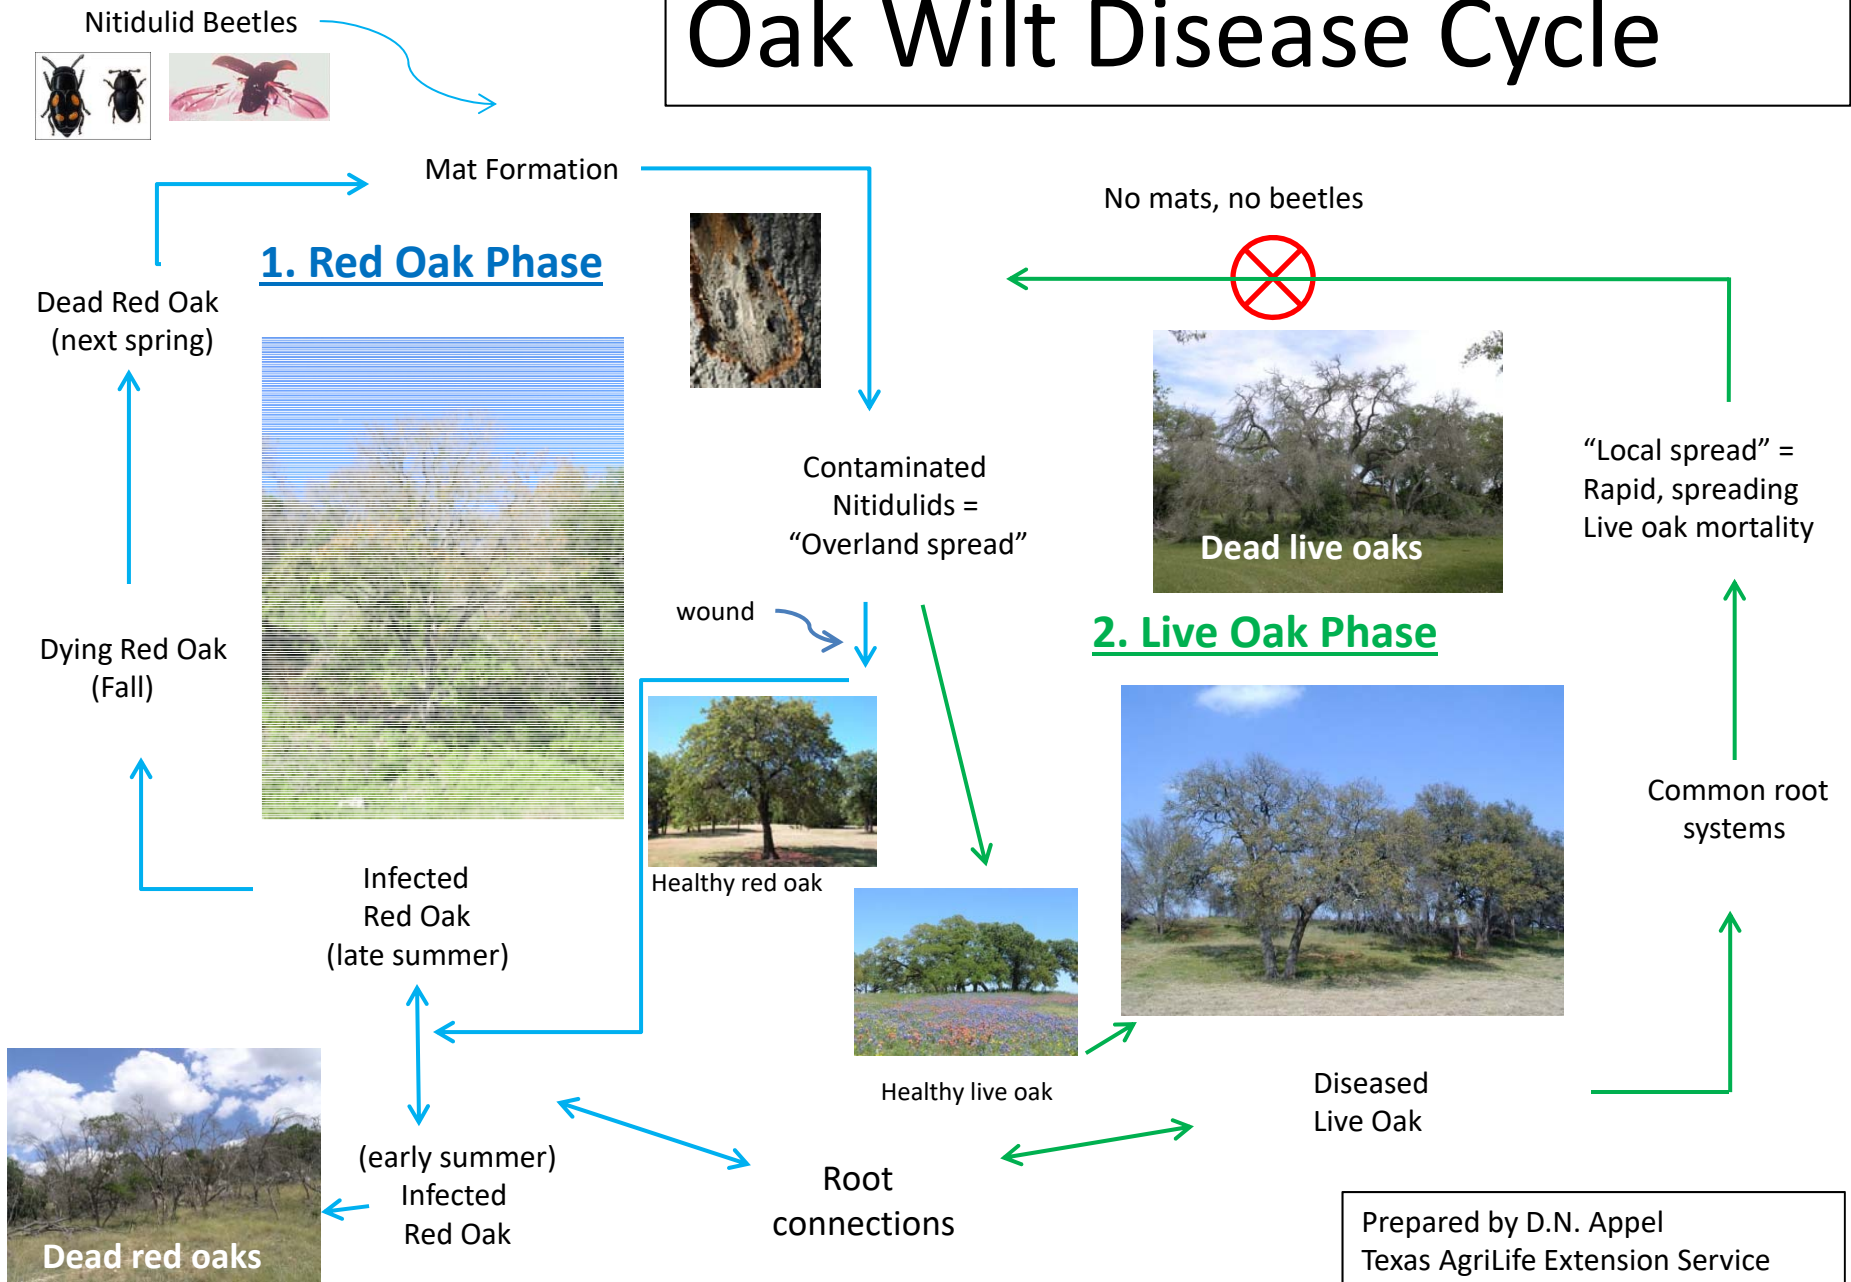 Oak Wilt Disease Cycle
Nitidulid Beetles
Mat Formation
No mats, no beetles
1. Red Oak Phase
Dead Red Oak
(next spring)
Contaminated
Nitidulids =
“Overland spread”
“Local spread” =
Rapid, spreading
Live oak mortality
Dead live oaks
wound
2. Live Oak Phase
Dying Red Oak
(Fall)
Common root
systems
Healthy red oak
Infected
Red Oak
(late summer)
Healthy live oak
Diseased
Live Oak
(early summer)
Infected
Red Oak
Root
connections
Dead red oaks
Prepared by D.N. Appel
Texas AgriLife Extension Service